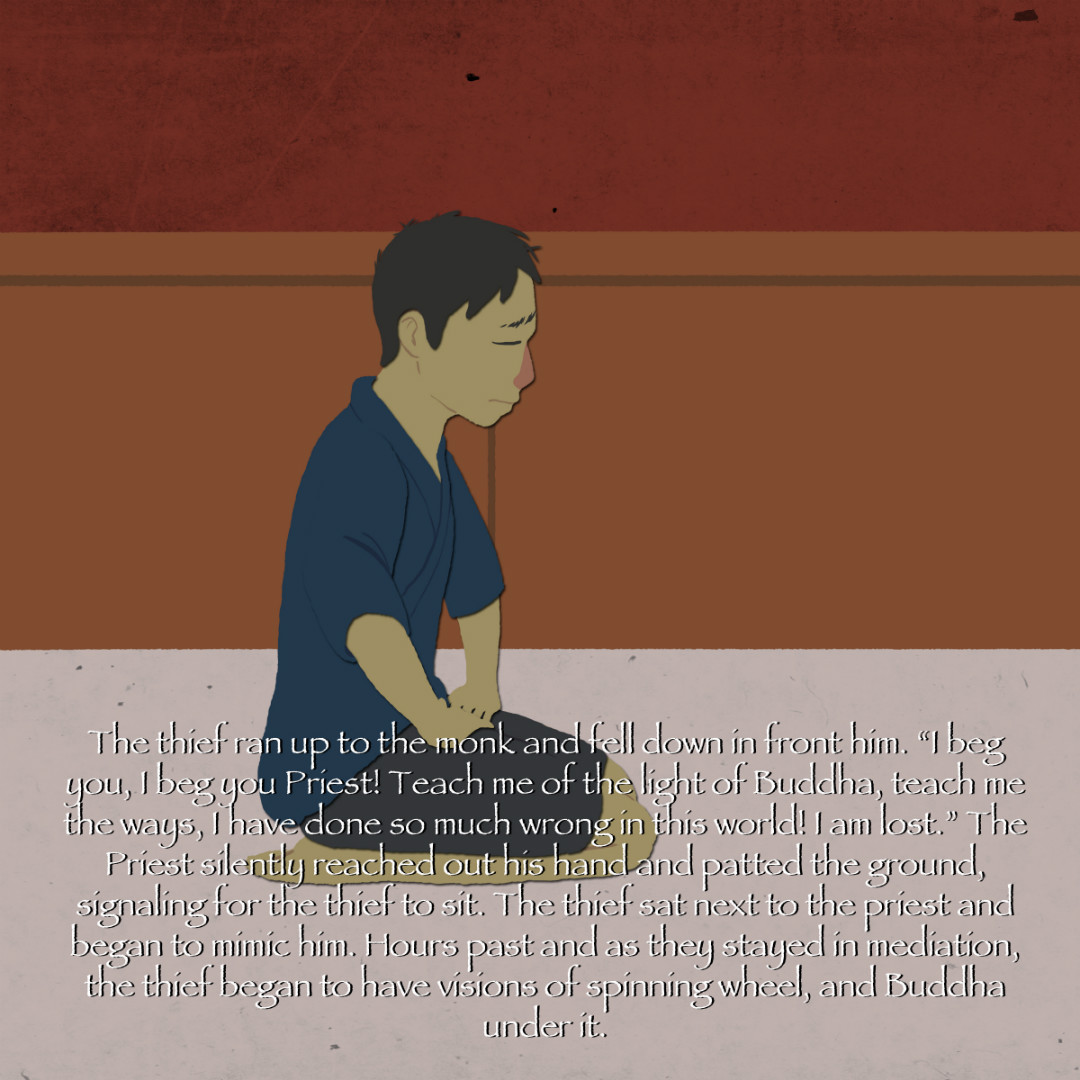 The thief ran up to the monk and fell down in front him. “I beg
you, I beg you Priest! Teach me of the light of Buddha, teach me
the ways, I have done so much wrong in this world! I am lost.” The
Priest silently reached out his hand and patted the ground,
signaling for the thief to sit. The thief sat next to the priest and
began to mimic him. Hours past and as they stayed in mediation,
the thief began to have visions of spinning wheel, and Buddha
under it.